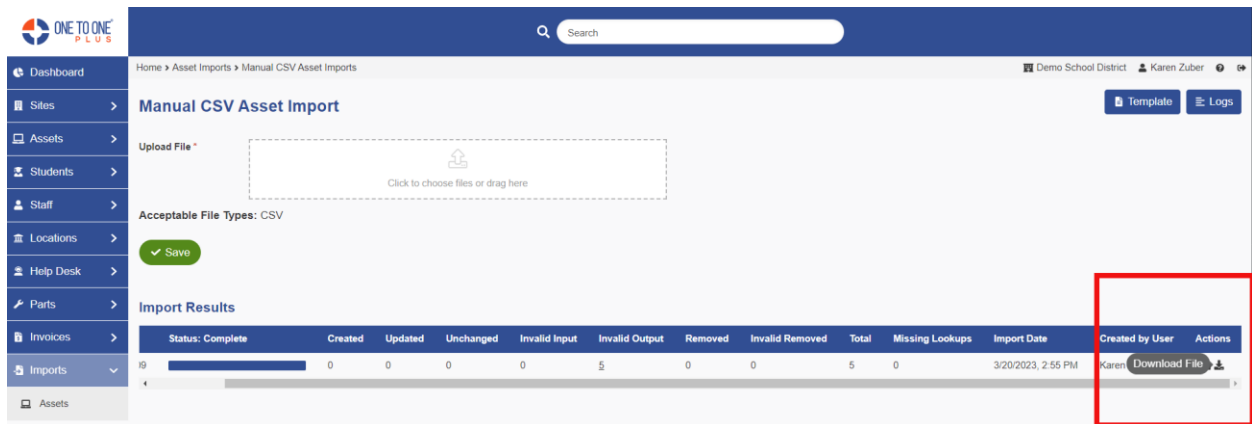 ONE TO ONE
PLUS
Search
Home > Asset Imports > Manual CSV Asset Imports
Demo School District Karen Zuber
Dashboard
Sites
Assets
Students
Staff
Locations
Help Desk
Parts
Invoices
Imports
Assets
Manual CSV Asset Import
Template Logs
Upload File *
Click to choose files or drag here
Acceptable File Types: CSV
Save
Import Results
Status: Complete Created Updated Unchanged Invalid Input Invalid Output Removed Invalid Removed Total Missing Lookups Import Date Created by User Actions
0 0 0 0 5 0 0 5 0 3/20/2023, 2:55 PM Karen Download File